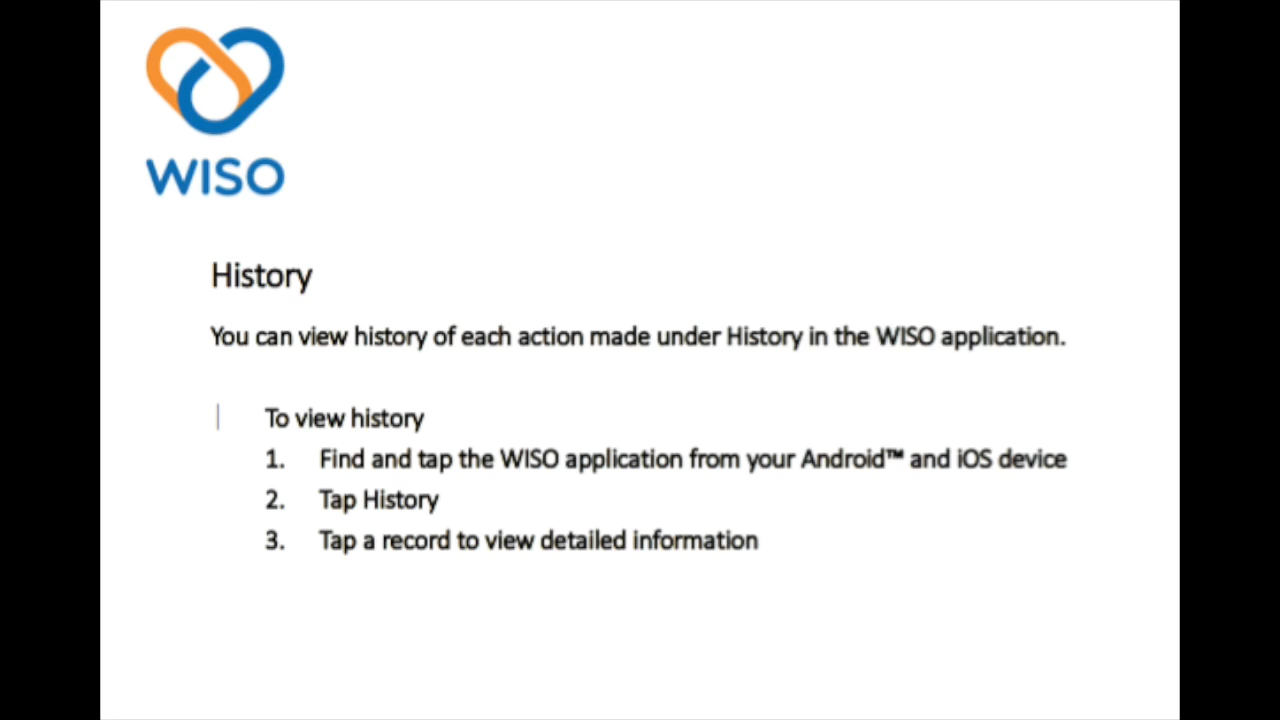 WISO
History
You can view history of each action made under History in the WISO application.
To view history
1. Find and tap the WISO application from your Android™ and iOS device
2. Tap History
3. Tap a record to view detailed information